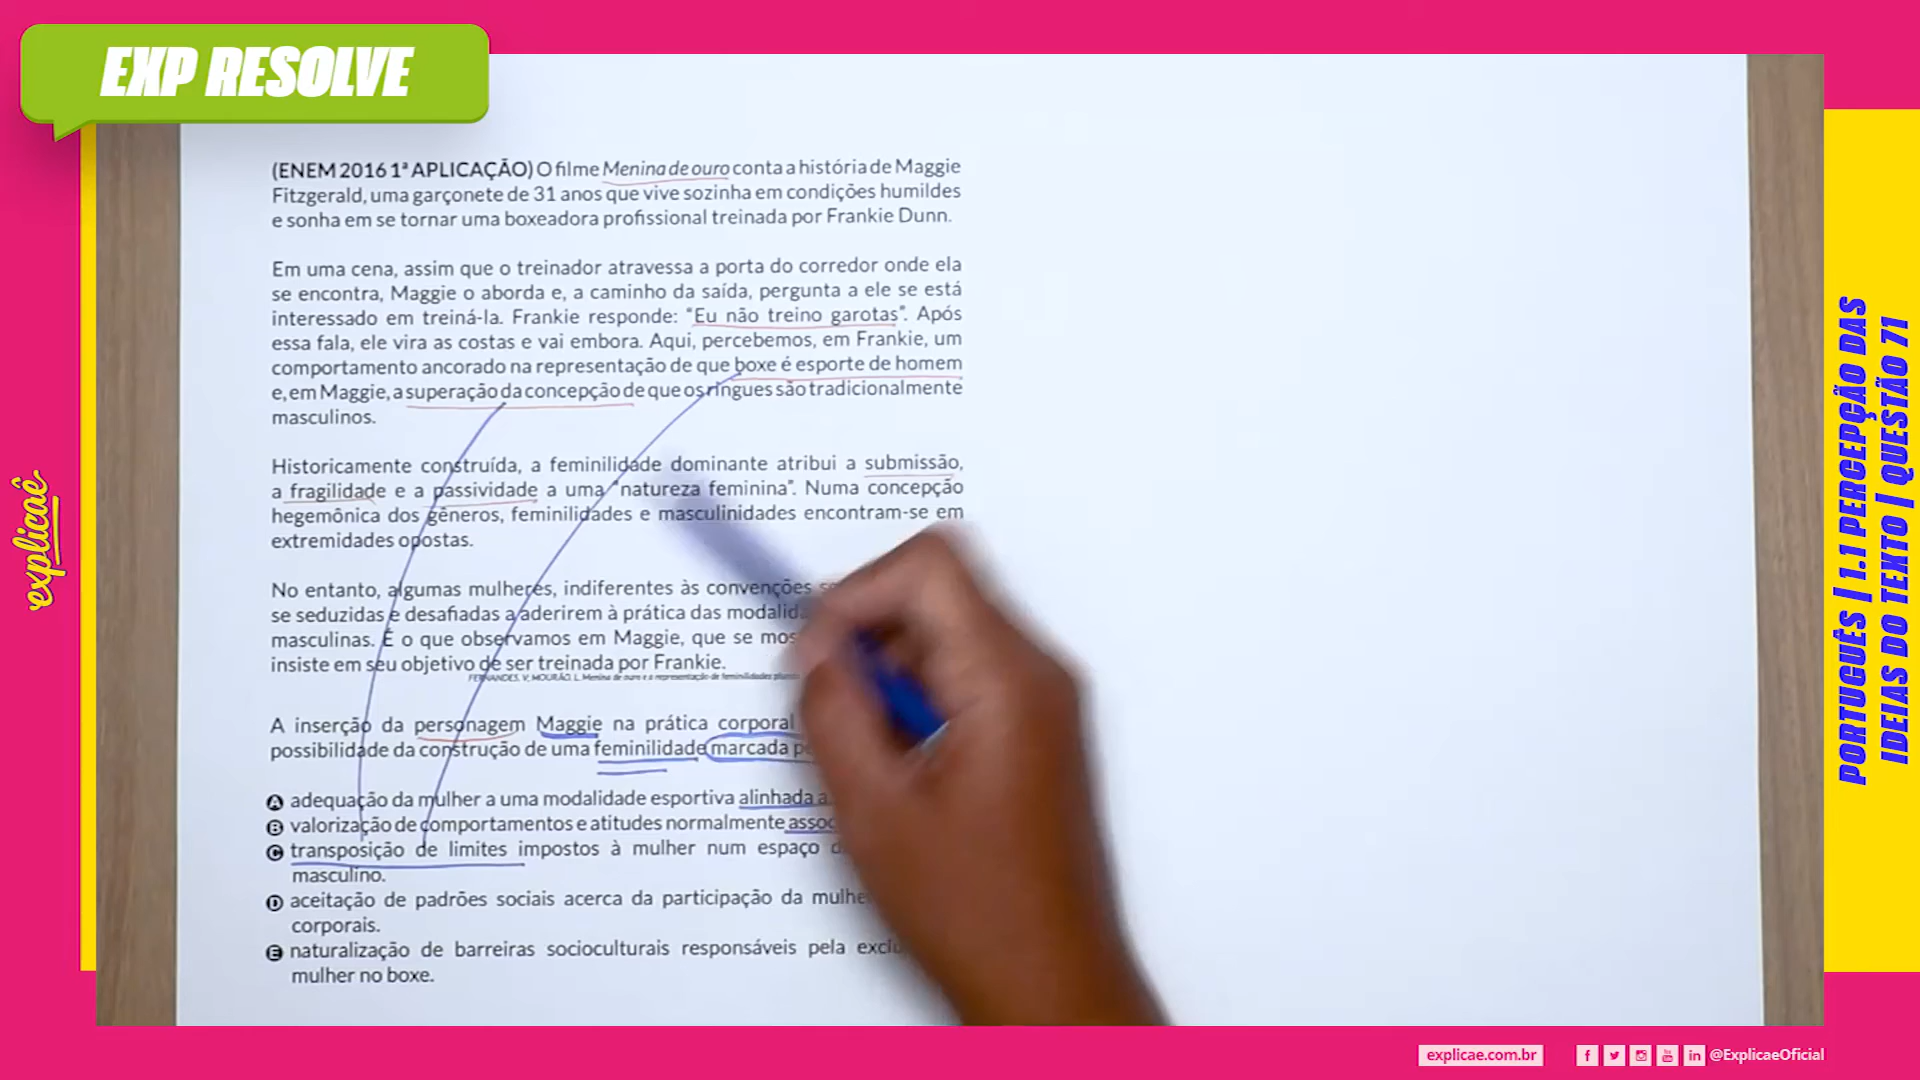 EXP RESOLVE
(ENEM 2016 1ª APLICAÇÃO) O filme Menina de ouro conta a história de Maggie
Fitzgerald, uma garçonete de 31 anos que vive sozinha em condições humildes
e sonha em se tornar uma boxeadora profissional treinada por Frankie Dunn.
Em uma cena, assim que o treinador atravessa a porta do corredor onde ela
se encontra, Maggie o aborda e, a caminho da saída, pergunta a ele se está
interessado em treiná-la. Frankie responde: “Eu não treino garotas”. Após
essa fala, ele vira as costas e vai embora. Aqui, percebemos, em Frankie, um
comportamento ancorado na representação de que boxe é esporte de homem
e, em Maggie, a superação da concepção de que os ringues são tradicionalmente
masculinos.
Historicamente construída, a feminilidade dominante atribui a submissão,
a fragilidade e a passividade a uma “natureza feminina”. Numa concepção
hegemônica dos gêneros, feminilidades e masculinidades encontram-se em
extremidades opostas.
No entanto, algumas mulheres, indiferentes às convenções
se seduzidas e desafiadas a aderirem à prática das
masculinas. É o que observamos em Maggie, que se
insiste em seu objetivo de ser treinada por Frankie.
FERNANDES, V; MOURÃO, L. Menina de ouro e a representação de feminilidades
A inserção da personagem Maggie na prática corporal
possibilidade da construção de uma feminilidade marcada
A adequação da mulher a uma modalidade esportiva alinhada a
B valorização de comportamentos e atitudes normalmente
C transposição de limites impostos à mulher num espaço
masculino.
D aceitação de padrões sociais acerca da participação da
corporais.
E naturalização de barreiras socioculturais responsáveis pela
mulher no boxe.
explicaê
PORTUGUÊS | 1.1 PERCEPÇÃO DAS
IDEIAS DO TEXTO | QUESTÃO 71
explicae.com.br
@ExplicaeOficial